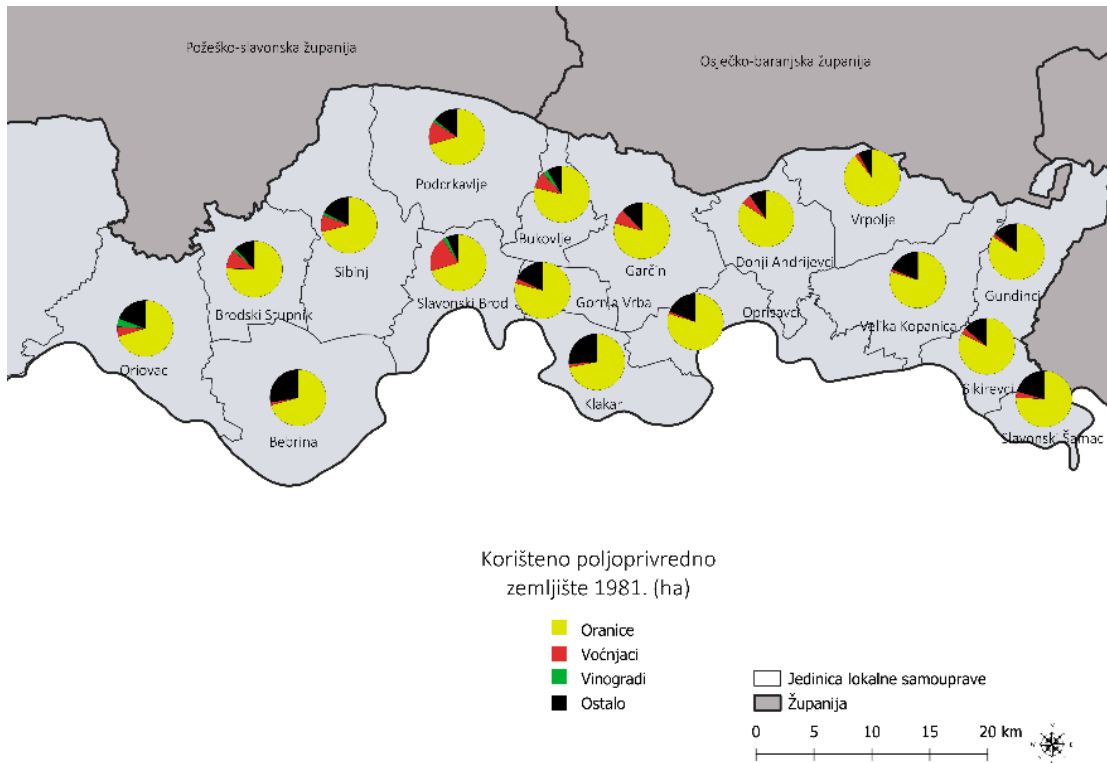 Požeško-slavonska županija
Osječko-baranjska županija
Podorkavlje
Vrpolje
Bukovlje
Sibinj
Garčin
Donji Andrijevci
Gundinci
Brodski Stupnik
Slavonski Brod
Gornja Vrba
Oprisavci
Velika Kopanica
Oriovac
Klakar
Sikirevci
Bebrina
Slavonski Šamac
Korišteno poljoprivredno
zemljište 1981. (ha)
Oranice
Voćnjaci
Vinogradi
Ostalo
Jedinica lokalne samouprave
Županija
0 5 10 15 20 km